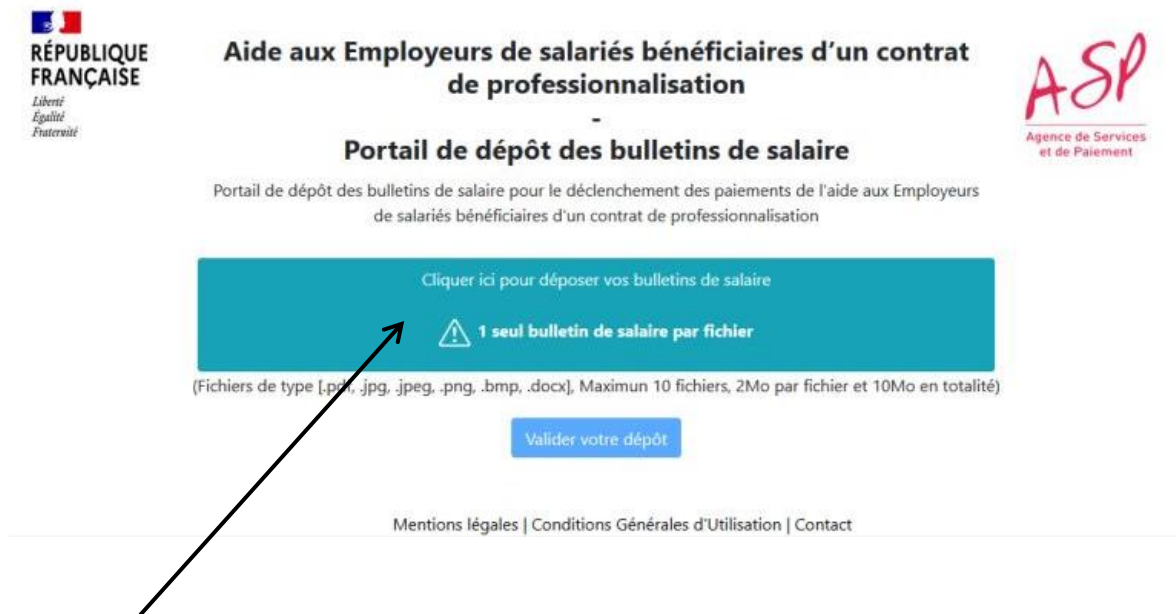 RÉPUBLIQUE
FRANÇAISE
Liberté
Égalité
Fraternité
Aide aux Employeurs de salariés bénéficiaires d'un contrat
de professionnalisation
-
Portail de dépôt des bulletins de salaire
ASP
Agence de Services
et de Paiement
Portail de dépôt des bulletins de salaire pour le déclenchement des paiements de l'aide aux Employeurs
de salariés bénéficiaires d'un contrat de professionnalisation
Cliquer ici pour déposer vos bulletins de salaire
1 seul bulletin de salaire par fichier
(Fichiers de type [.pdf, .jpg, .jpeg, .png, .bmp, .docx], Maximun 10 fichiers, 2Mo par fichier et 10Mo en totalité)
Valider votre dépôt
Mentions légales | Conditions Générales d'Utilisation | Contact